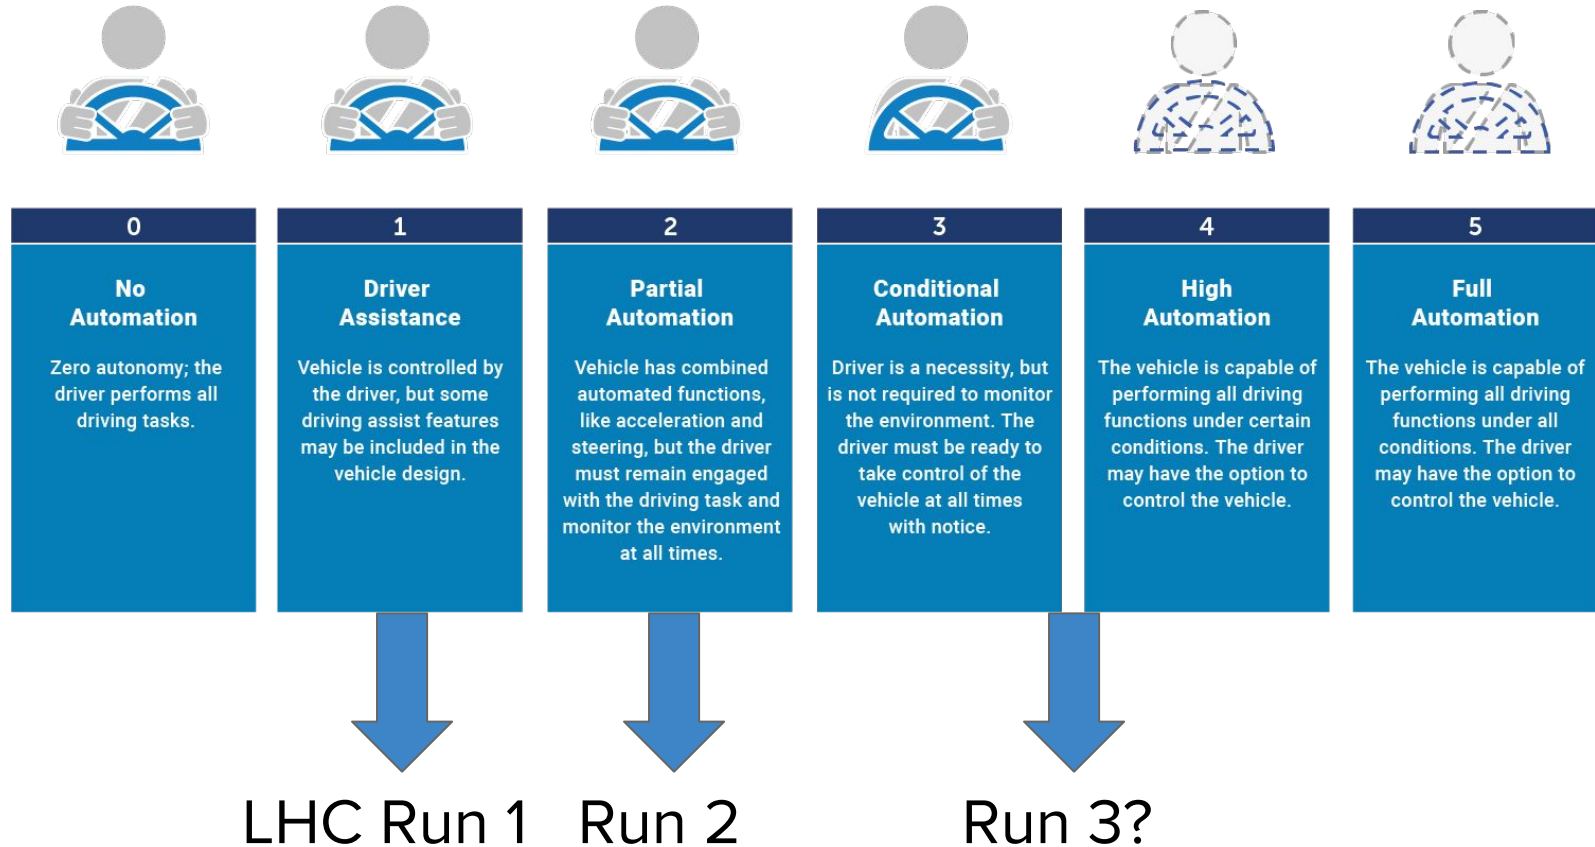 0
No
Automation
Zero autonomy; the
driver performs all
driving tasks.
1
Driver
Assistance
Vehicle is controlled by
the driver, but some
driving assist features
may be included in the
vehicle design.
2
Partial
Automation
Vehicle has combined
automated functions,
like acceleration and
steering, but the driver
must remain engaged
with the driving task and
monitor the environment
at all times.
3
Conditional
Automation
Driver is a necessity, but
is not required to monitor
the environment. The
driver must be ready to
take control of the
vehicle at all times
with notice.
4
High
Automation
The vehicle is capable of
performing all driving
functions under certain
conditions. The driver
may have the option to
control the vehicle.
5
Full
Automation
The vehicle is capable of
performing all driving
functions under all
conditions. The driver
may have the option to
control the vehicle.
LHC Run 1
Run 2
Run 3?